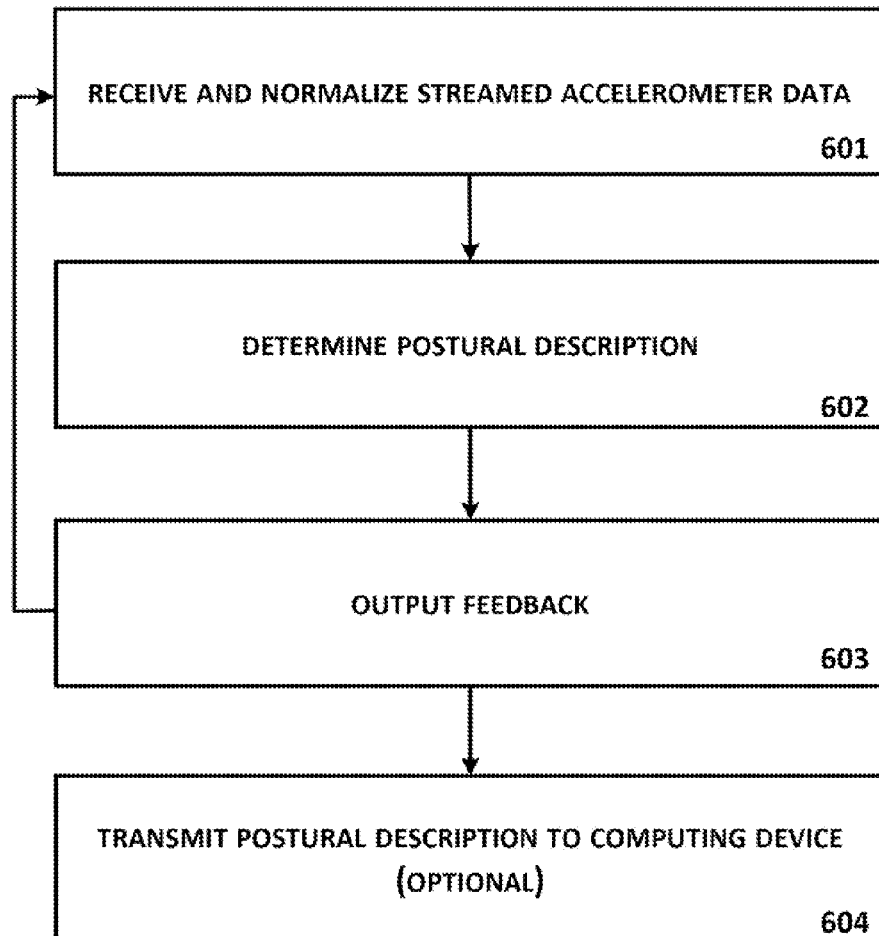 RECEIVE AND NORMALIZE STREAMED ACCELEROMETER DATA
601
DETERMINE POSTURAL DESCRIPTION
602
OUTPUT FEEDBACK
603
TRANSMIT POSTURAL DESCRIPTION TO COMPUTING DEVICE
(OPTIONAL)
604